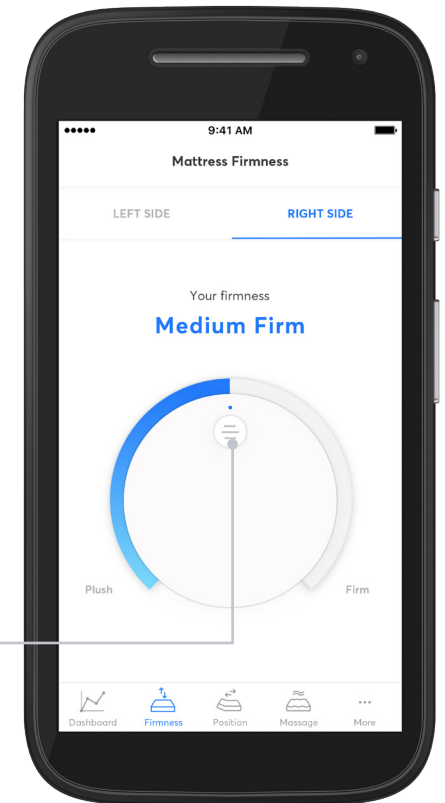 9:41 AM
Mattress Firmness
LEFT SIDE
RIGHT SIDE
Your firmness
Medium Firm
Plush
Firm
Dashboard
Firmness
Position
Massage
More